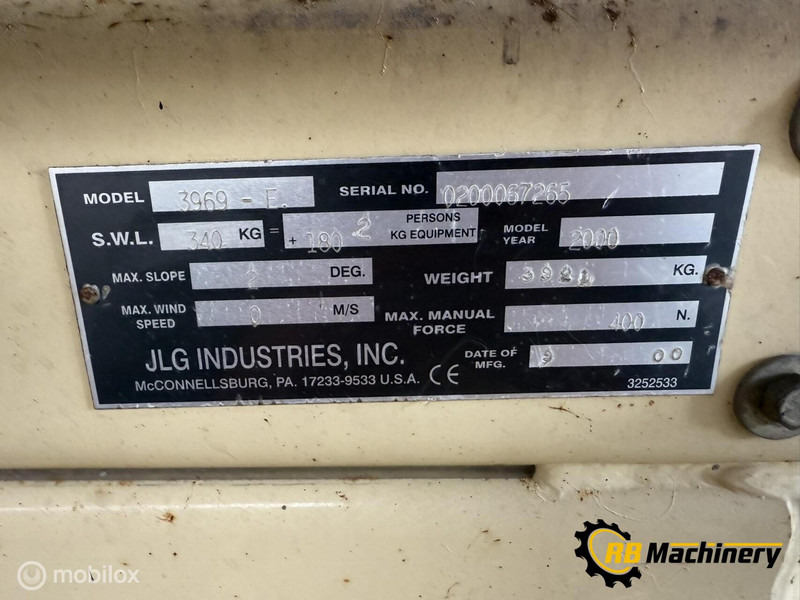 MODEL 3969 - E. SERIAL NO. 0200067265
S.W.L. 340 KG = 2 PERSONS + 180 KG EQUIPMENT MODEL YEAR 2000
MAX. SLOPE 2 DEG. WEIGHT KG.
MAX. WIND SPEED 0 M/S MAX. MANUAL FORCE 400 N.
JLG INDUSTRIES, INC. DATE OF MFG. 9 00
McCONNELLSBURG, PA. 17233-9533 U.S.A. CE 3252533
RB Machinery
mobilox